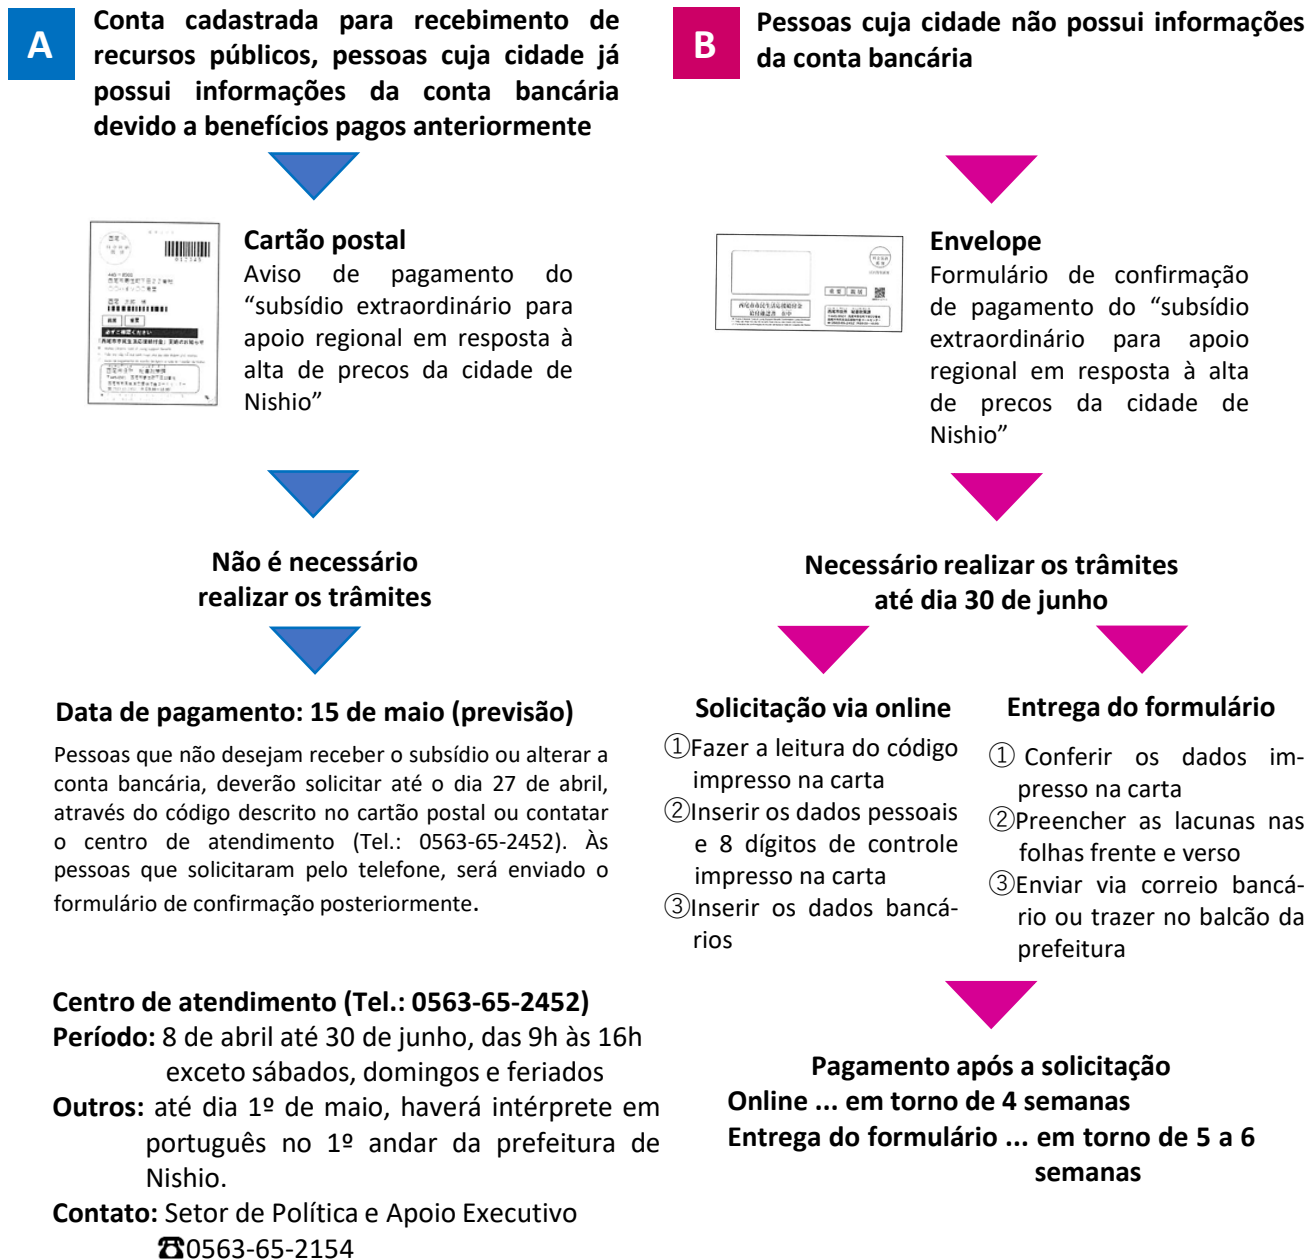 A
Conta cadastrada para recebimento de
recursos públicos, pessoas cuja cidade já
possui informações da conta bancária
devido a benefícios pagos anteriormente
Cartão postal
Aviso de pagamento do
“subsídio extraordinário para
apoio regional em resposta à
alta de precos da cidade de
Nishio”
Não é necessário
realizar os trâmites
Data de pagamento: 15 de maio (previsão)
Pessoas que não desejam receber o subsídio ou alterar a
conta bancária, deverão solicitar até o dia 27 de abril,
através do código descrito no cartão postal ou contatar
o centro de atendimento (Tel.: 0563-65-2452). Às
pessoas que solicitaram pelo telefone, será enviado o
formulário de confirmação posteriormente.
Centro de atendimento (Tel.: 0563-65-2452)
Período: 8 de abril até 30 de junho, das 9h às 16h
exceto sábados, domingos e feriados
Outros: até dia 1º de maio, haverá intérprete em
português no 1º andar da prefeitura de
Nishio.
Contato: Setor de Política e Apoio Executivo
☎0563-65-2154
B
Pessoas cuja cidade não possui informações
da conta bancária
Envelope
Formulário de confirmação
de pagamento do “subsídio
extraordinário para apoio
regional em resposta à alta
de precos da cidade de
Nishio”
Necessário realizar os trâmites
até dia 30 de junho
Solicitação via online
①Fazer a leitura do código
impresso na carta
②Inserir os dados pessoais
e 8 dígitos de controle
impresso na carta
③Inserir os dados bancá-
rios
Entrega do formulário
① Conferir os dados im-
presso na carta
②Preencher as lacunas nas
folhas frente e verso
③Enviar via correio bancá-
rio ou trazer no balcão da
prefeitura
Pagamento após a solicitação
Online ... em torno de 4 semanas
Entrega do formulário ... em torno de 5 a 6
semanas